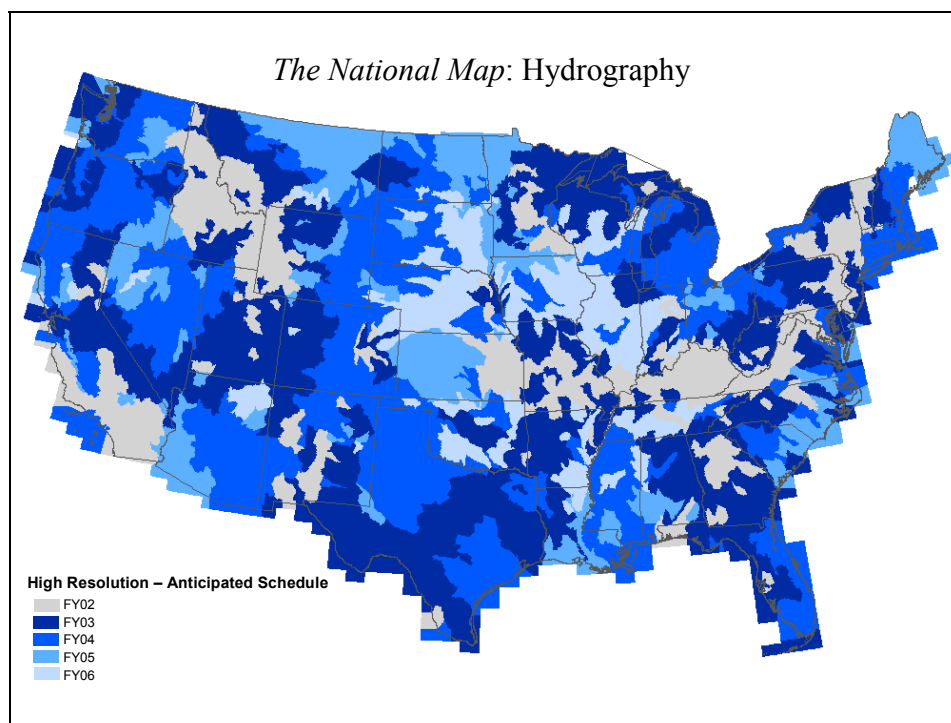 The National Map: Hydrography
High Resolution – Anticipated Schedule
FY02
FY03
FY04
FY05
FY06